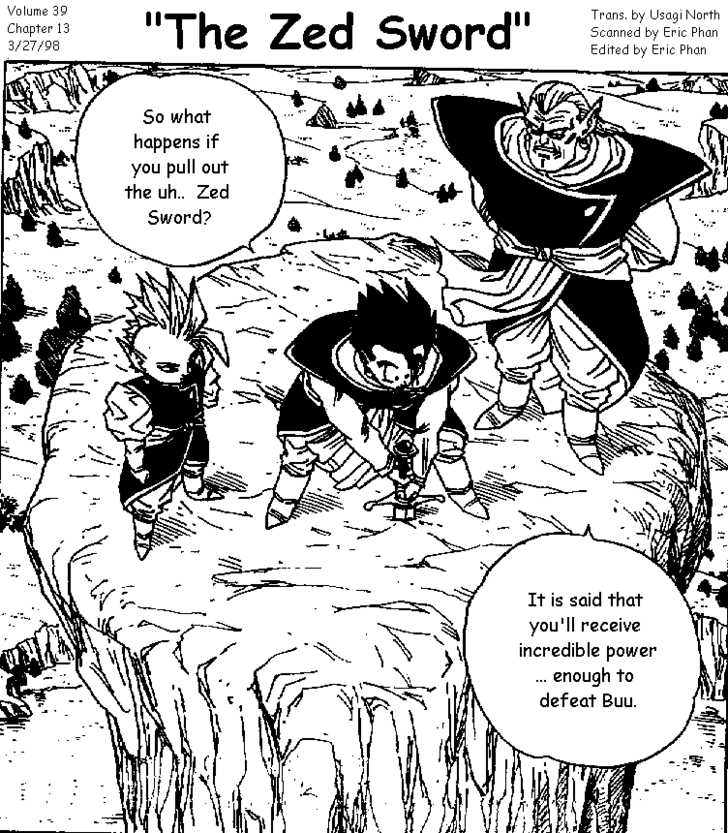 Volume 39
Chapter 13
3/27/98
"The Zed Sword"
Trans. by Usagi North
Scanned by Eric Phan
Edited by Eric Phan
So what
happens if
you pull out
the uh.. Zed
Sword?
It is said that
you'll receive
incredible power
... enough to
defeat Buu.